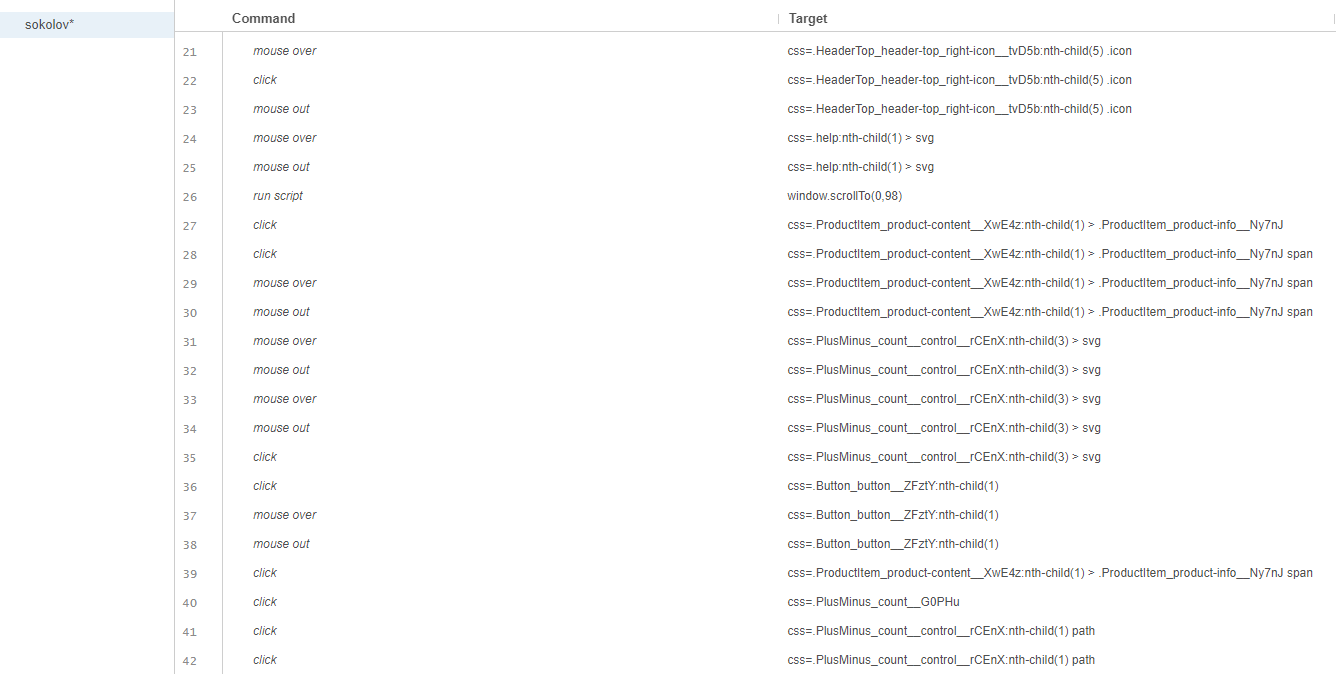 sokolov*
Command Target
21 mouse over css=.HeaderTop_header-top_right-icon__tvD5b:nth-child(5) .icon
22 click css=.HeaderTop_header-top_right-icon__tvD5b:nth-child(5) .icon
23 mouse out css=.HeaderTop_header-top_right-icon__tvD5b:nth-child(5) .icon
24 mouse over css=.help:nth-child(1) > svg
25 mouse out css=.help:nth-child(1) > svg
26 run script window.scrollTo(0,98)
27 click css=.ProductItem_product-content__XwE4z:nth-child(1) > .ProductItem_product-info__Ny7nJ
28 click css=.ProductItem_product-content__XwE4z:nth-child(1) > .ProductItem_product-info__Ny7nJ span
29 mouse over css=.ProductItem_product-content__XwE4z:nth-child(1) > .ProductItem_product-info__Ny7nJ span
30 mouse out css=.ProductItem_product-content__XwE4z:nth-child(1) > .ProductItem_product-info__Ny7nJ span
31 mouse over css=.PlusMinus_count__control__rCEnX:nth-child(3) > svg
32 mouse out css=.PlusMinus_count__control__rCEnX:nth-child(3) > svg
33 mouse over css=.PlusMinus_count__control__rCEnX:nth-child(3) > svg
34 mouse out css=.PlusMinus_count__control__rCEnX:nth-child(3) > svg
35 click css=.PlusMinus_count__control__rCEnX:nth-child(3) > svg
36 click css=.Button_button__ZFztY:nth-child(1)
37 mouse over css=.Button_button__ZFztY:nth-child(1)
38 mouse out css=.Button_button__ZFztY:nth-child(1)
39 click css=.ProductItem_product-content__XwE4z:nth-child(1) > .ProductItem_product-info__Ny7nJ span
40 click css=.PlusMinus_count__G0PHu
41 click css=.PlusMinus_count__control__rCEnX:nth-child(1) path
42 click css=.PlusMinus_count__control__rCEnX:nth-child(1) path